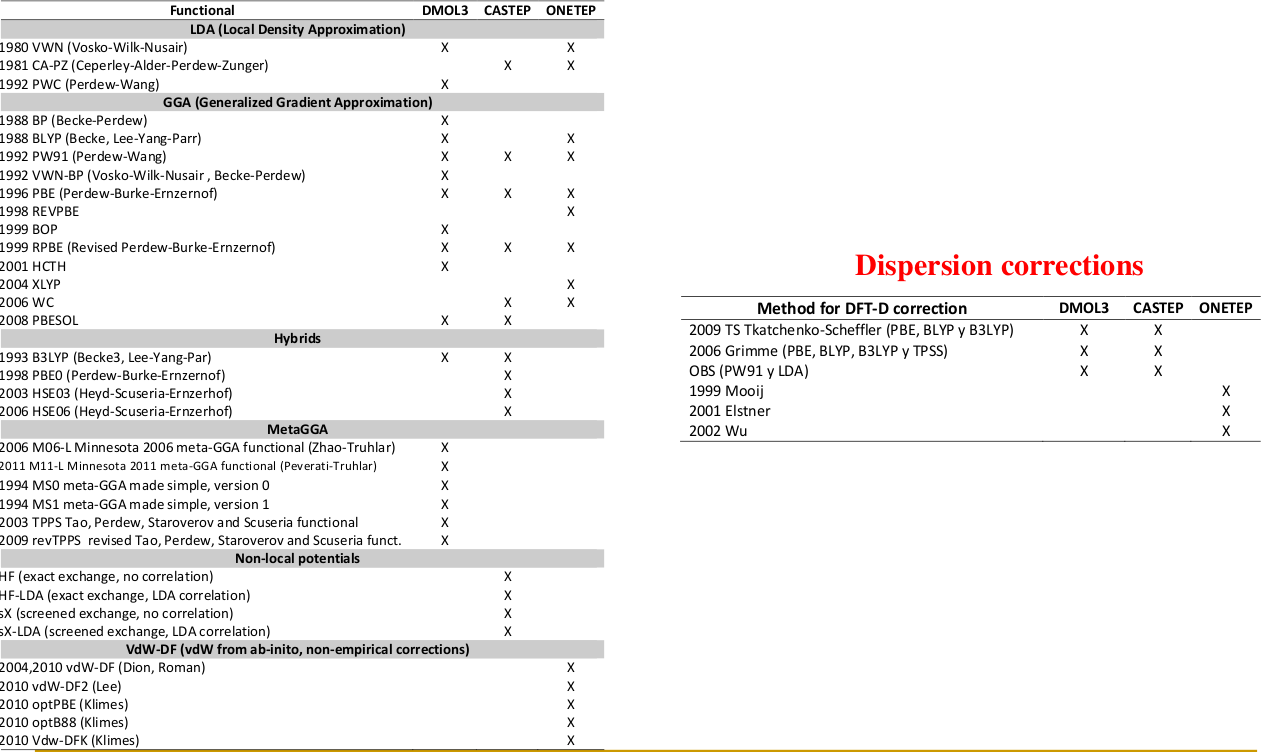 Functional DMOL3 CASTEP ONETEP
LDA (Local Density Approximation)
1980 VWN (Vosko-Wilk-Nusair) X X
1981 CA-PZ (Ceperley-Alder-Perdew-Zunger) X X
1992 PWC (Perdew-Wang) X
GGA (Generalized Gradient Approximation)
1988 BP (Becke-Perdew) X
1988 BLYP (Becke, Lee-Yang-Parr) X X
1992 PW91 (Perdew-Wang) X X X
1992 VWN-BP (Vosko-Wilk-Nusair , Becke-Perdew) X
1996 PBE (Perdew-Burke-Ernzernof) X X X
1998 REVPBE X
1999 BOP X
1999 RPBE (Revised Perdew-Burke-Ernzernof) X X X
2001 HCTH X
2004 XLYP X
2006 WC X X
2008 PBESOL X X
Hybrids
1993 B3LYP (Becke3, Lee-Yang-Par) X X
1998 PBE0 (Perdew-Burke-Ernzernof) X
2003 HSE03 (Heyd-Scuseria-Ernzerhof) X
2006 HSE06 (Heyd-Scuseria-Ernzerhof) X
MetaGGA
2006 M06-L Minnesota 2006 meta-GGA functional (Zhao-Truhlar) X
2011 M11-L Minnesota 2011 meta-GGA functional (Peverati-Truhlar) X
1994 MS0 meta-GGA made simple, version 0 X
1994 MS1 meta-GGA made simple, version 1 X
2003 TPPS Tao, Perdew, Staroverov and Scuseria functional X
2009 revTPPS revised Tao, Perdew, Staroverov and Scuseria funct. X
Non-local potentials
HF (exact exchange, no correlation) X
HF-LDA (exact exchange, LDA correlation) X
sX (screened exchange, no correlation) X
sX-LDA (screened exchange, LDA correlation) X
VdW-DF (vdW from ab-inito, non-empirical corrections)
2004,2010 vdW-DF (Dion, Roman) X
2010 vdW-DF2 (Lee) X
2010 optPBE (Klimes) X
2010 optB88 (Klimes) X
2010 Vdw-DFK (Klimes) X
Dispersion corrections
Method for DFT-D correction DMOL3 CASTEP ONETEP
2009 TS Tkatchenko-Scheffler (PBE, BLYP y B3LYP) X X
2006 Grimme (PBE, BLYP, B3LYP y TPSS) X X
OBS (PW91 y LDA) X X
1999 Mooij X
2001 Elstner X
2002 Wu X